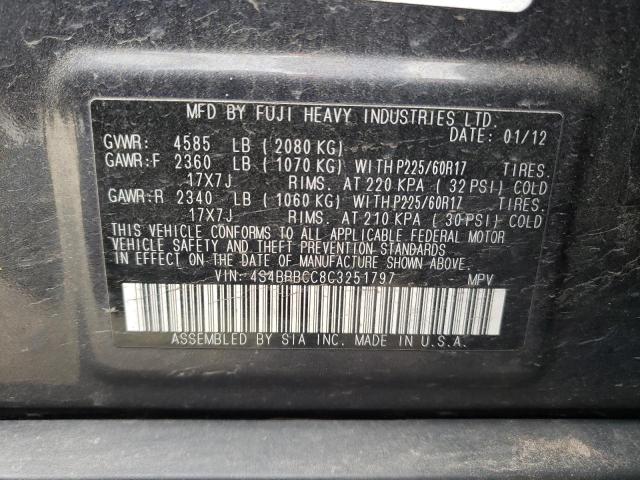 MFD BY FUJI HEAVY INDUSTRIES LTD.
DATE: 01/12
GVWR: 4585 LB (2080 KG)
GAWR:F 2360 LB (1070 KG) WITH P225/60R17 TIRES.
17X7J RIMS. AT 220 KPA (32 PSI) COLD
GAWR:R 2340 LB (1060 KG) WITH P225/60R17 TIRES.
17X7J RIMS. AT 210 KPA (30 PSI) COLD
THIS VEHICLE CONFORMS TO ALL APPLICABLE FEDERAL MOTOR
VEHICLE SAFETY AND THEFT PREVENTION STANDARDS
IN EFFECT ON THE DATE OF MANUFACTURE SHOWN ABOVE.
VIN: 4S4BRBCC8C3251797 MPV
ASSEMBLED BY SIA INC. MADE IN U.S.A.